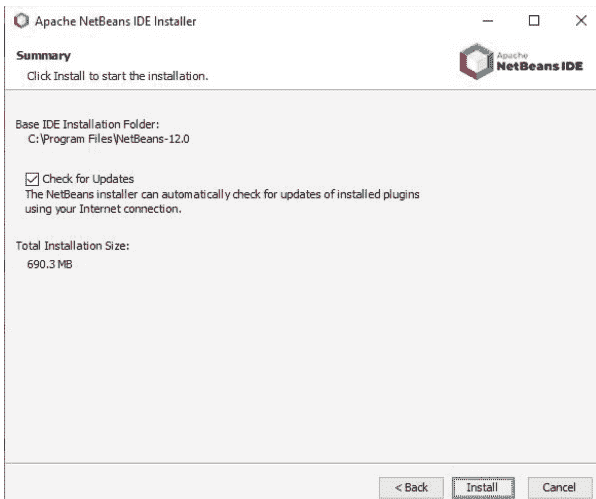 Apache NetBeans IDE Installer
Summary
Click Install to start the installation.
Apache
NetBeans IDE
Base IDE Installation Folder:
C:\Program Files\NetBeans-12.0
Check for Updates
The NetBeans installer can automatically check for updates of installed plugins
using your Internet connection.
Total Installation Size:
690.3 MB
< Back
Install
Cancel